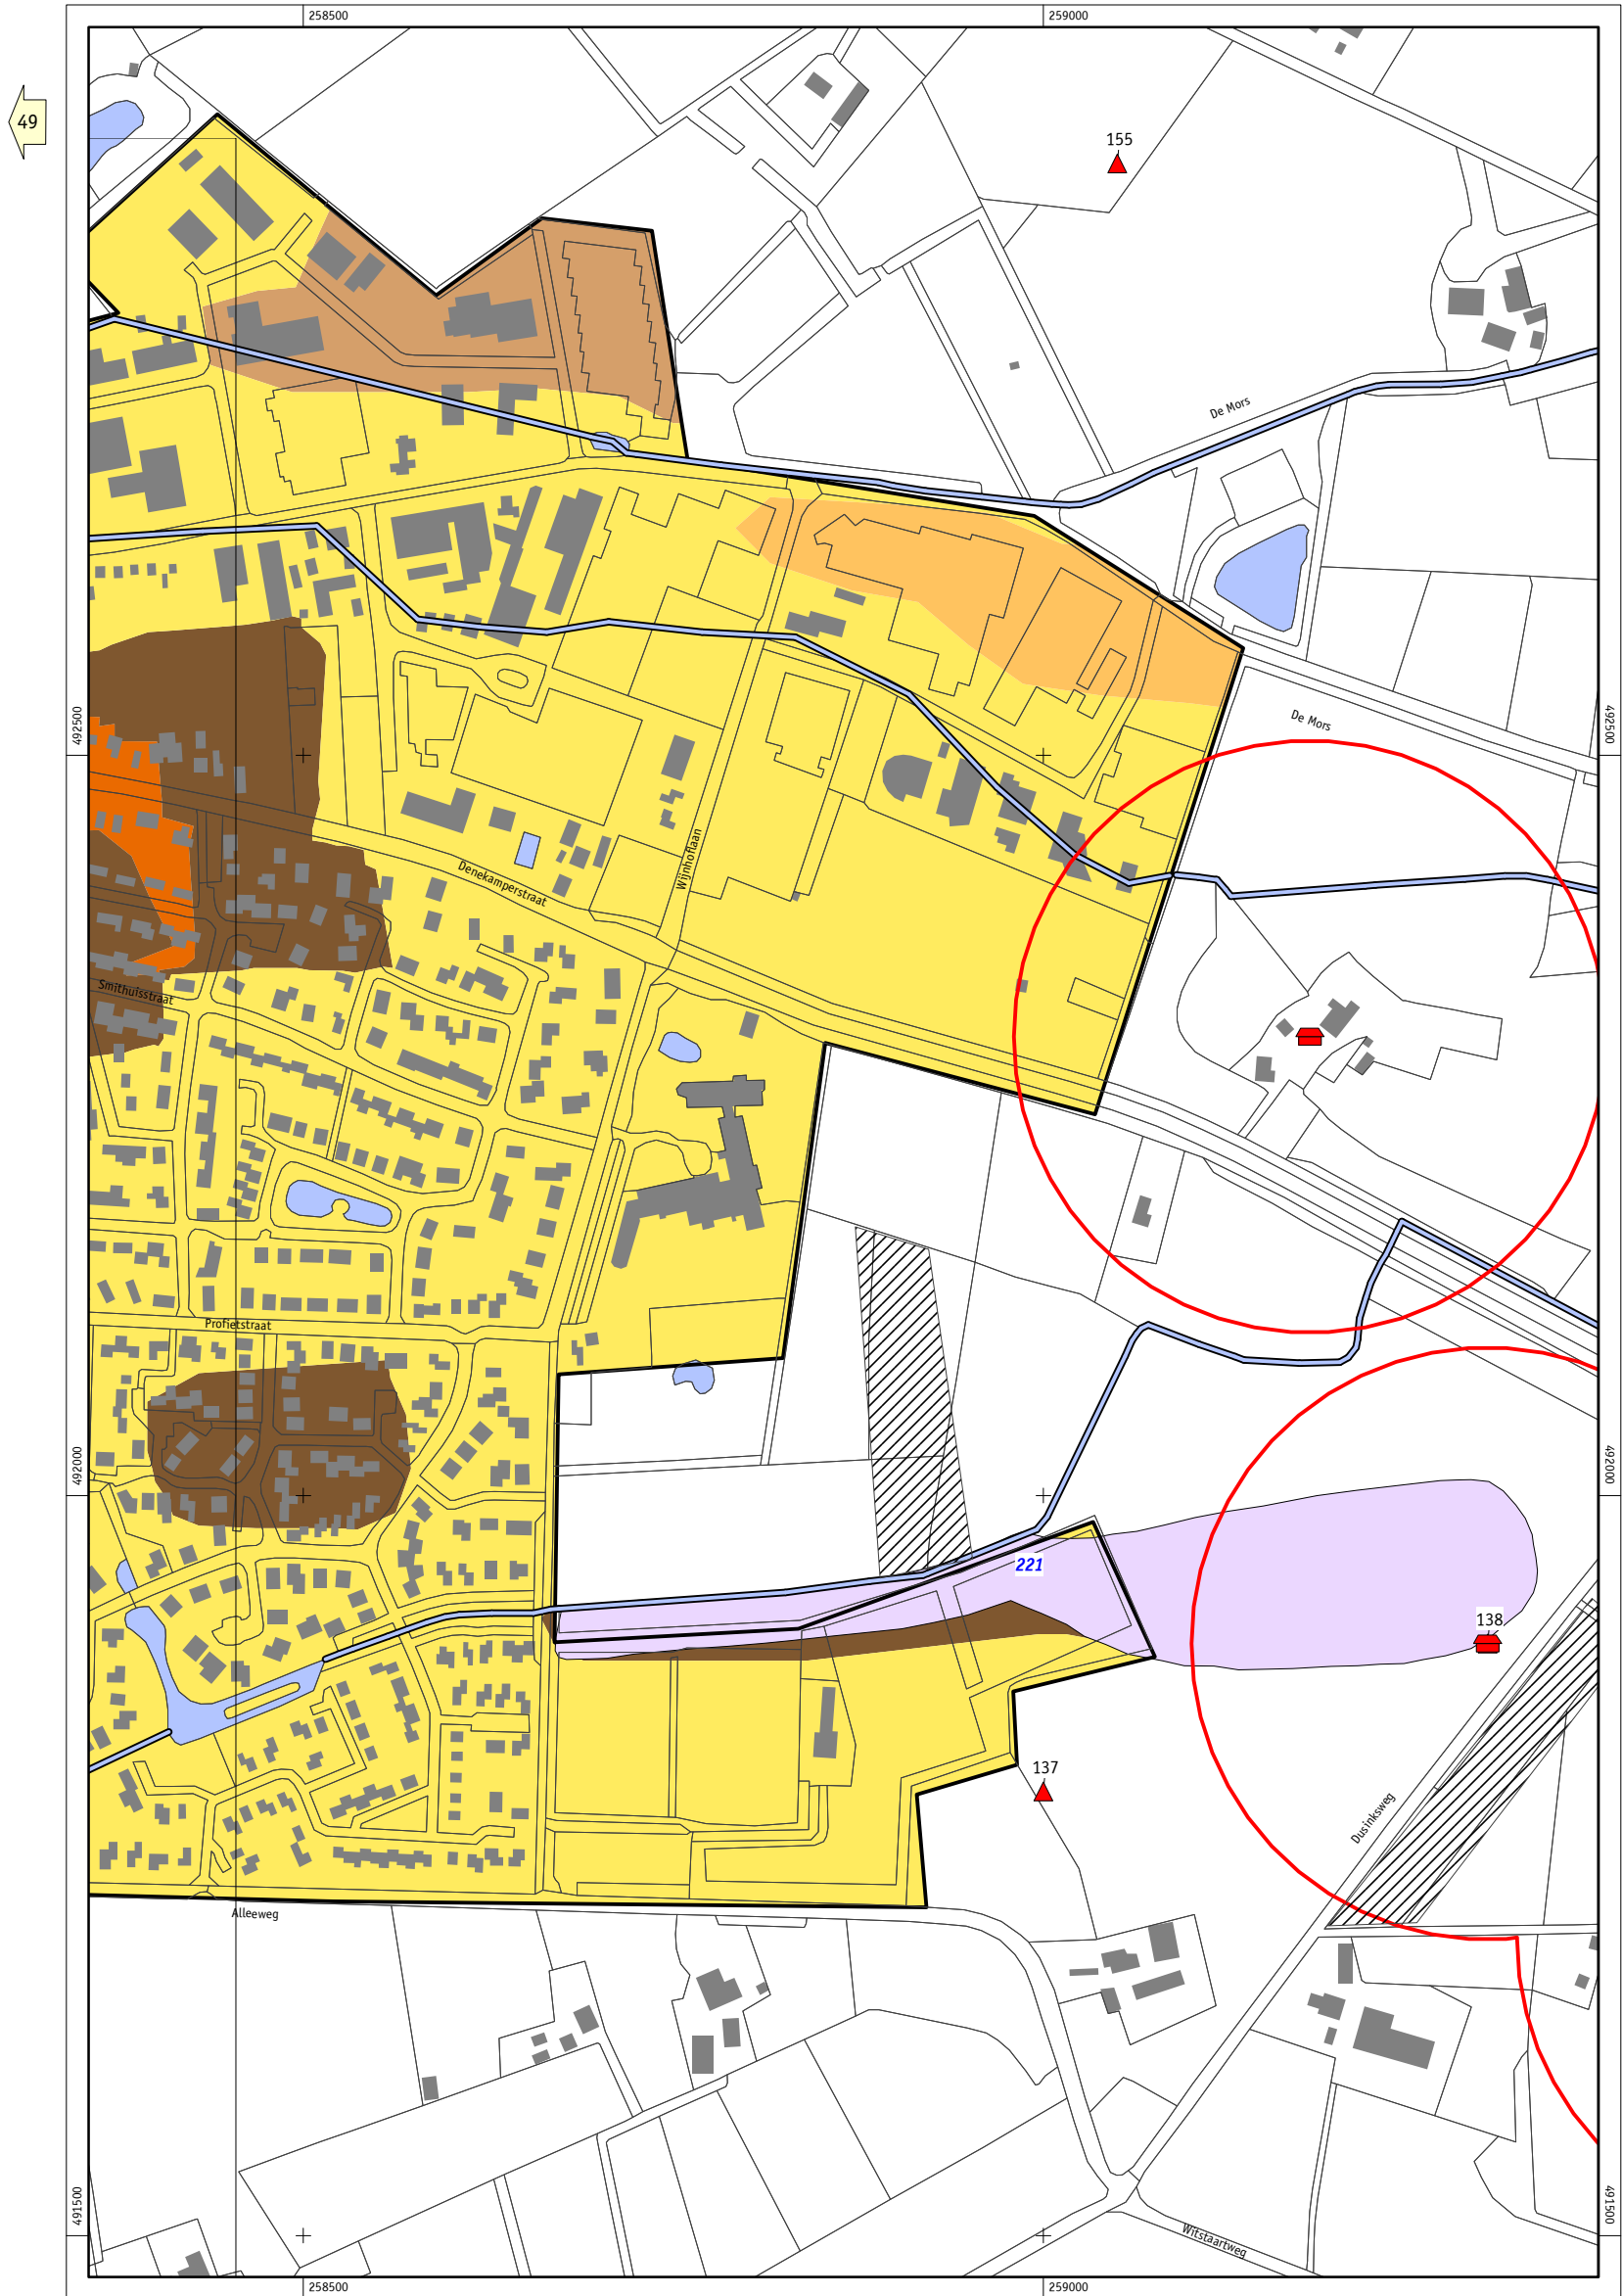 258500
259000
49
155
De Mors
492500
492500
De Mors
Wijnhoflaan
Denekamperstraat
Smithuisstraat
Profietstraat
492000
492000
221
138
137
Dusinksweg
Alleeweg
491500
491500
Witstaartweg
258500
259000